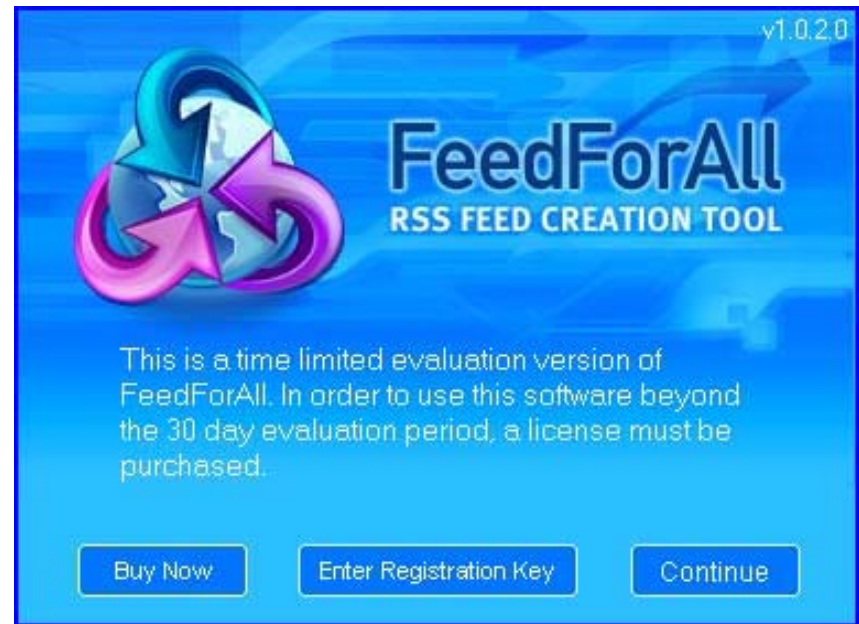 v1.0.2.0
FeedForAll
RSS FEED CREATION TOOL
This is a time limited evaluation version of
FeedForAll. In order to use this software beyond
the 30 day evaluation period, a license must be
purchased.
Buy Now
Enter Registration Key
Continue